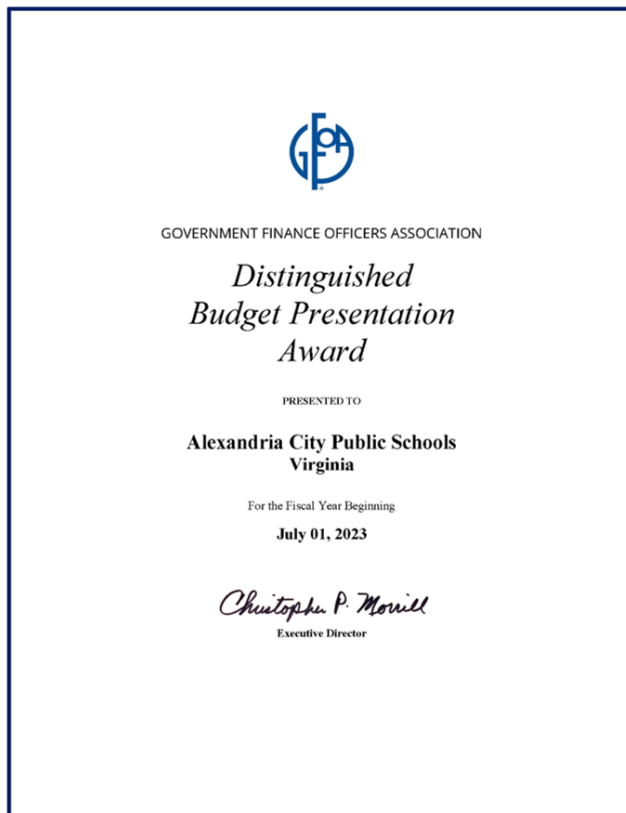 GFOA
GOVERNMENT FINANCE OFFICERS ASSOCIATION
Distinguished
Budget Presentation
Award
PRESENTED TO
Alexandria City Public Schools
Virginia
For the Fiscal Year Beginning
July 01, 2023
Christopher P. Morrill
Executive Director